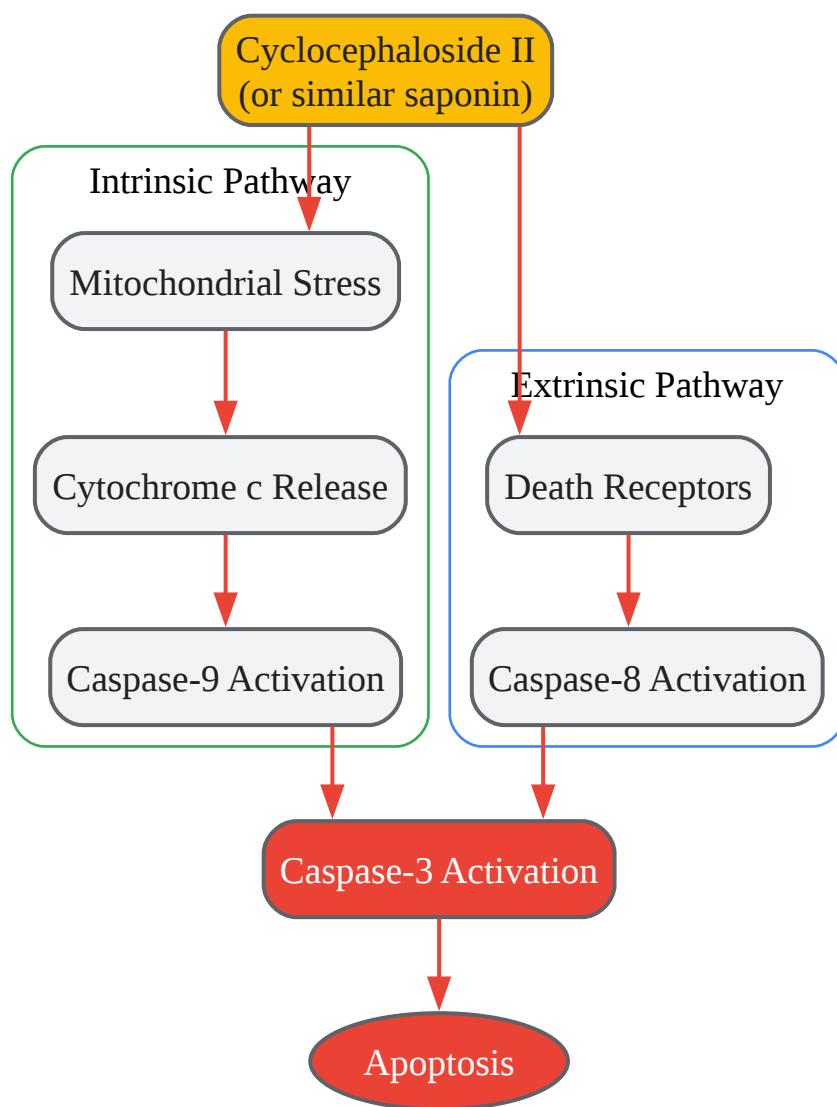 Cyclocephaloside II
(or similar saponin)
Intrinsic Pathway
Mitochondrial Stress
Cytochrome c Release
Caspase-9 Activation
Extrinsic Pathway
Death Receptors
Caspase-8 Activation
Caspase-3 Activation
Apoptosis